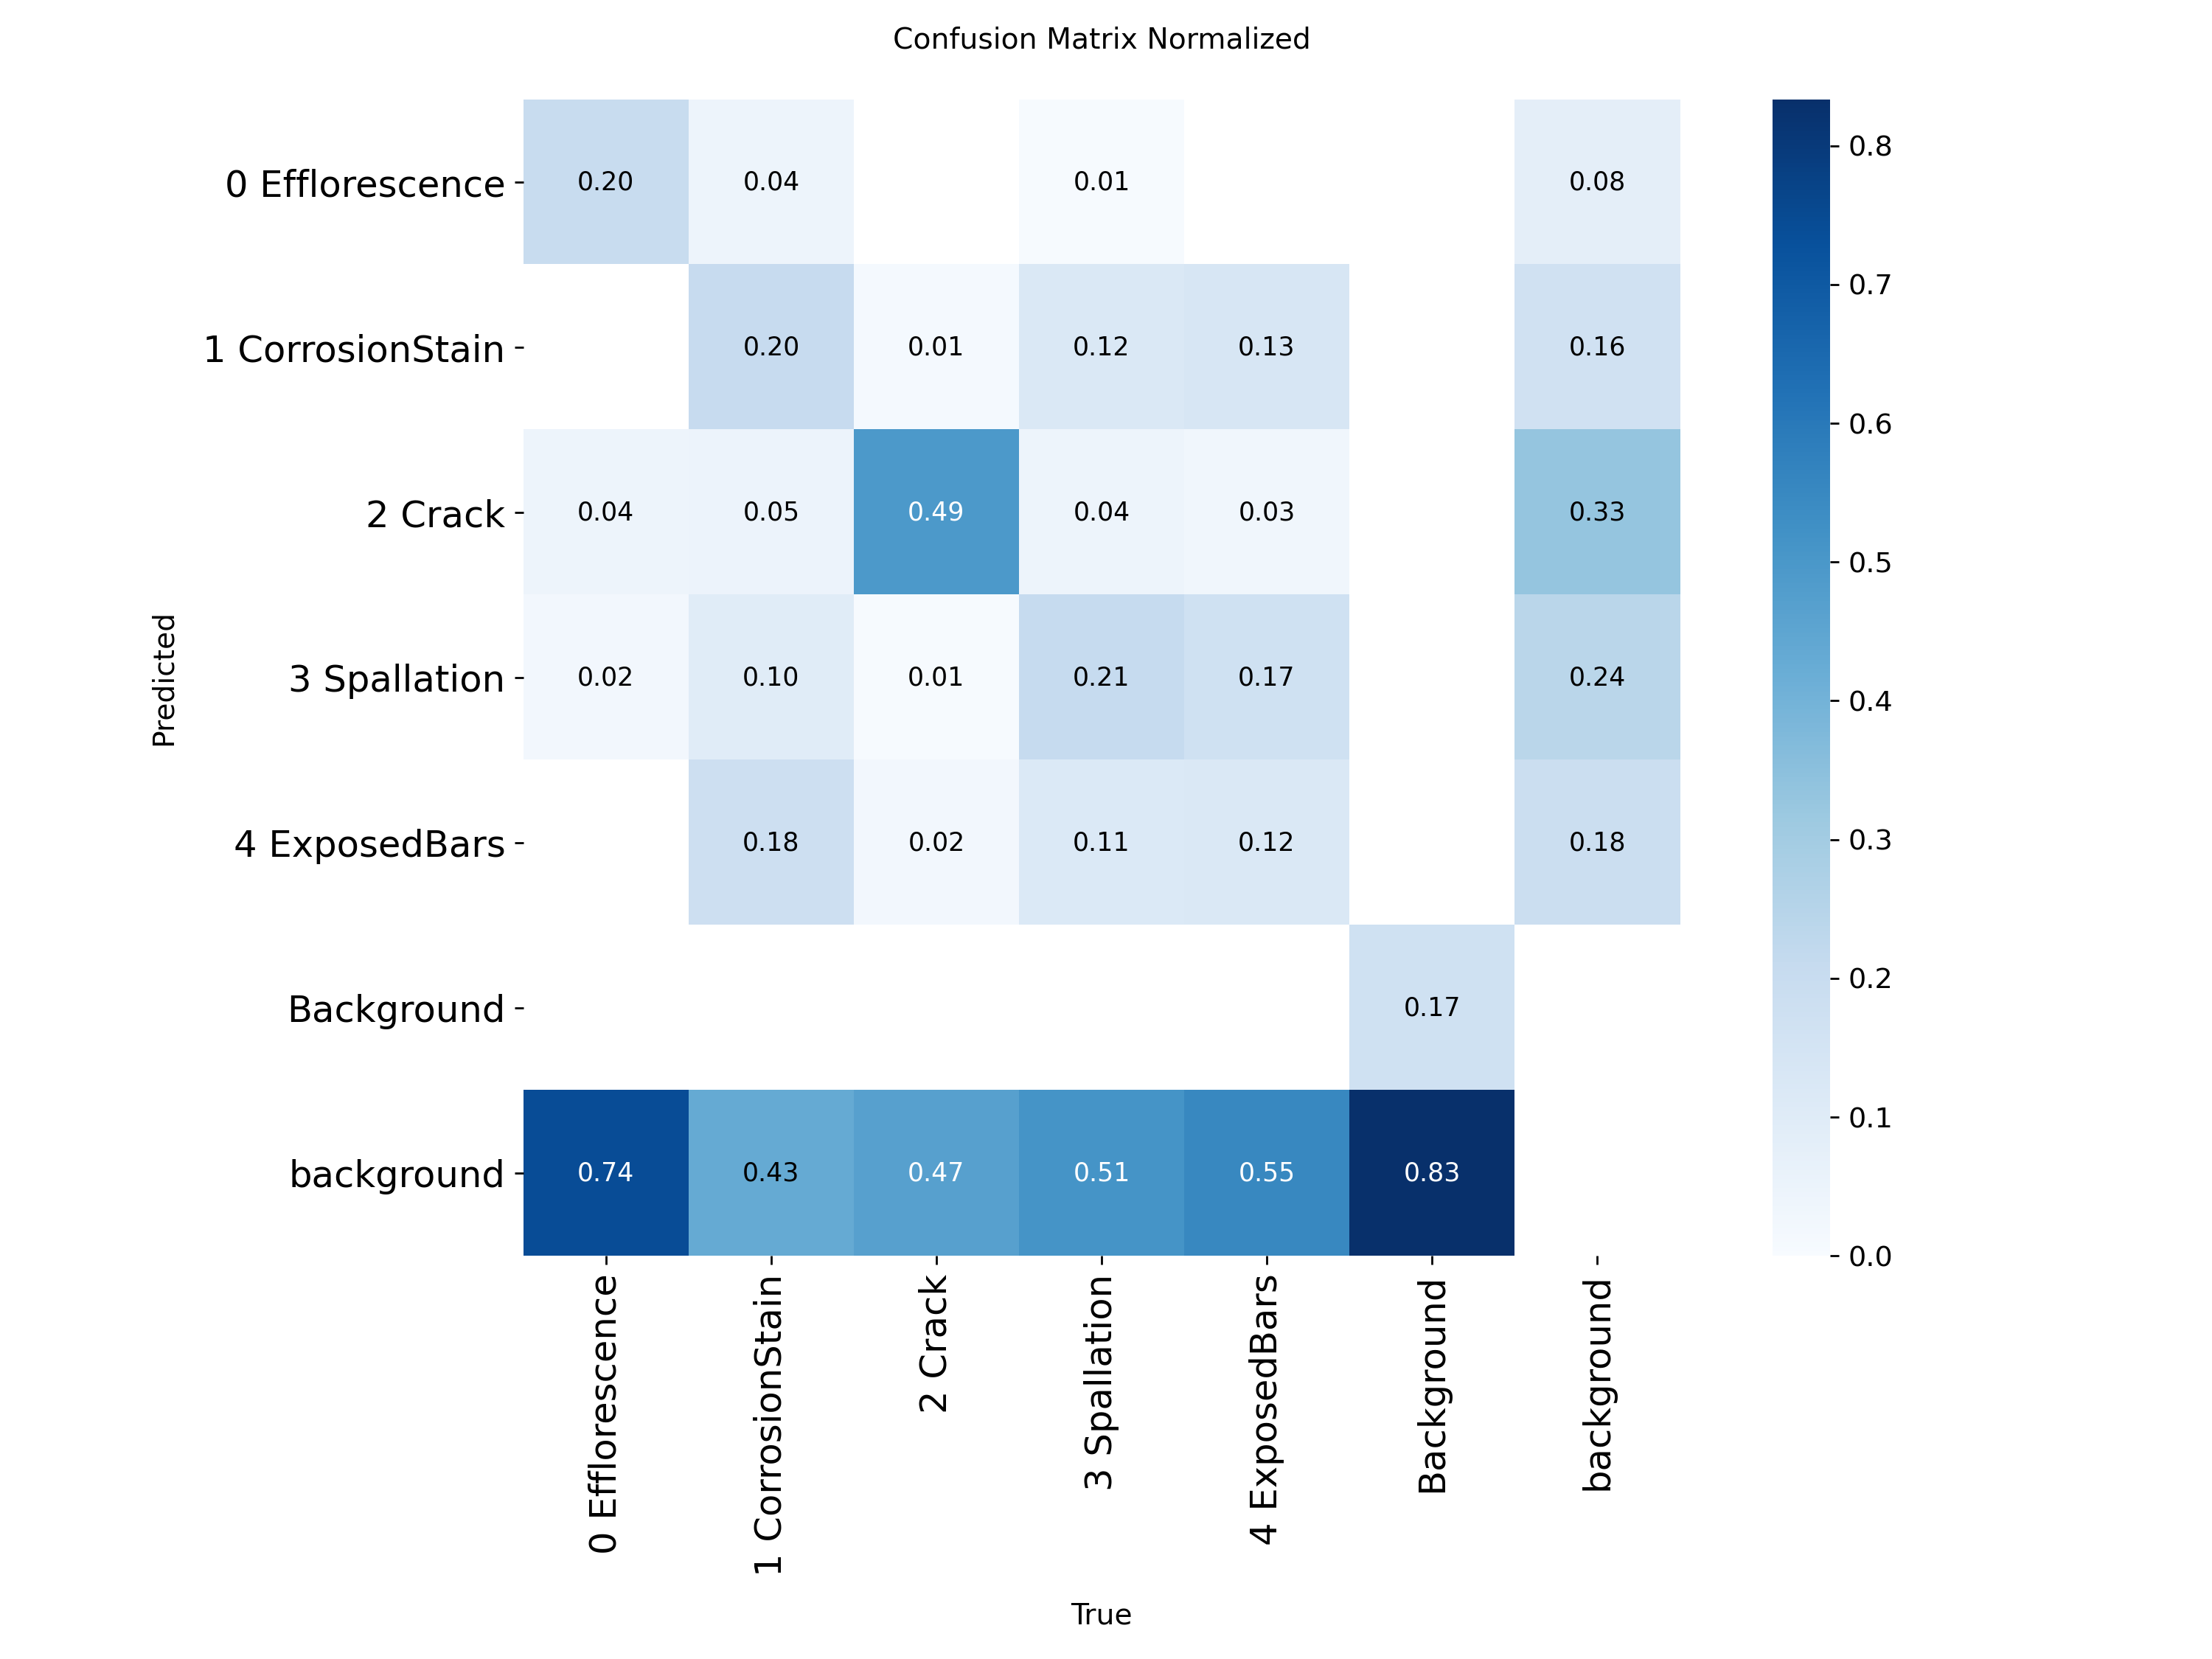 Confusion Matrix Normalized
0 Efflorescence 0.20 0.04 0.01 0.08
1 CorrosionStain 0.20 0.01 0.12 0.13 0.16
2 Crack 0.04 0.05 0.49 0.04 0.03 0.33
3 Spallation 0.02 0.10 0.01 0.21 0.17 0.24
4 ExposedBars 0.18 0.02 0.11 0.12 0.18
Background 0.17
background 0.74 0.43 0.47 0.51 0.55 0.83
Predicted
0 Efflorescence
1 CorrosionStain
2 Crack
3 Spallation
4 ExposedBars
Background
background
True
0.8
0.7
0.6
0.5
0.4
0.3
0.2
0.1
0.0